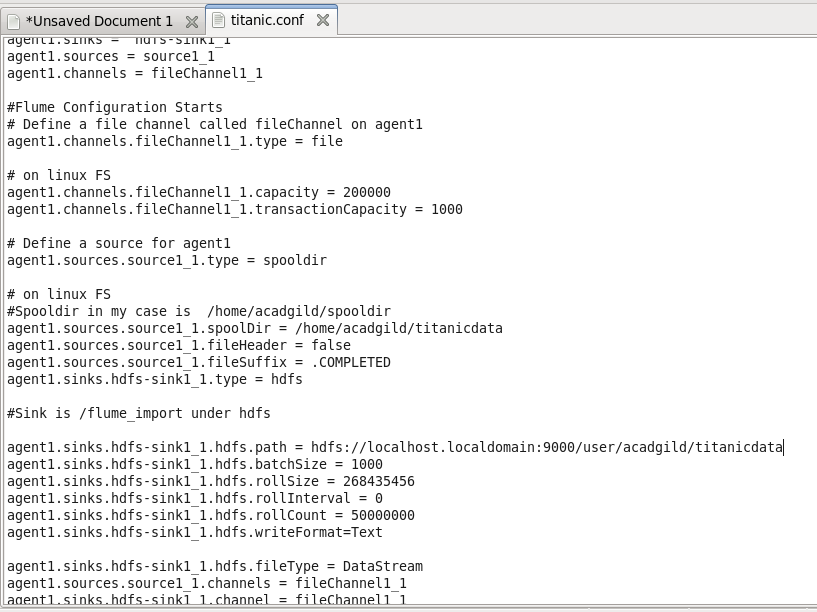 *Unsaved Document 1
titanic.conf
agent1.sinks =  hdfs-sink1_1
agent1.sources = source1_1
agent1.channels = fileChannel1_1
#Flume Configuration Starts
# Define a file channel called fileChannel on agent1
agent1.channels.fileChannel1_1.type = file
# on linux FS
agent1.channels.fileChannel1_1.capacity = 200000
agent1.channels.fileChannel1_1.transactionCapacity = 1000
# Define a source for agent1
agent1.sources.source1_1.type = spooldir
# on linux FS
#Spooldir in my case is  /home/acadgild/spooldir
agent1.sources.source1_1.spoolDir = /home/acadgild/titanicdata
agent1.sources.source1_1.fileHeader = false
agent1.sources.source1_1.fileSuffix = .COMPLETED
agent1.sinks.hdfs-sink1_1.type = hdfs
#Sink is /flume_import under hdfs
agent1.sinks.hdfs-sink1_1.hdfs.path = hdfs://localhost.localdomain:9000/user/acadgild/titanicdata
agent1.sinks.hdfs-sink1_1.hdfs.batchSize = 1000
agent1.sinks.hdfs-sink1_1.hdfs.rollSize = 268435456
agent1.sinks.hdfs-sink1_1.hdfs.rollInterval = 0
agent1.sinks.hdfs-sink1_1.hdfs.rollCount = 50000000
agent1.sinks.hdfs-sink1_1.hdfs.writeFormat=Text
agent1.sinks.hdfs-sink1_1.hdfs.fileType = DataStream
agent1.sources.source1_1.channels = fileChannel1_1
agent1.sinks.hdfs-sink1_1.channel = fileChannel1_1